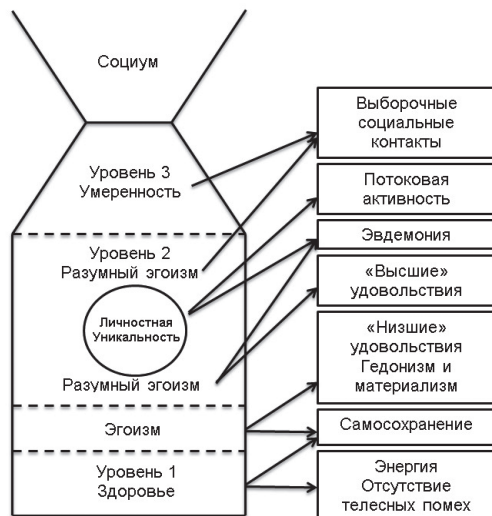 Социум
Уровень 3
Умеренность
Уровень 2
Разумный эгоизм
Личностная
Уникальность
Разумный эгоизм
Эгоизм
Уровень 1
Здоровье
Выборочные
социальные
контакты
Потоковая
активность
Эвдемония
«Высшие»
удовольствия
«Низшие»
удовольствия
Гедонизм и
материализм
Самосохранение
Энергия
Отсутствие
телесных помех